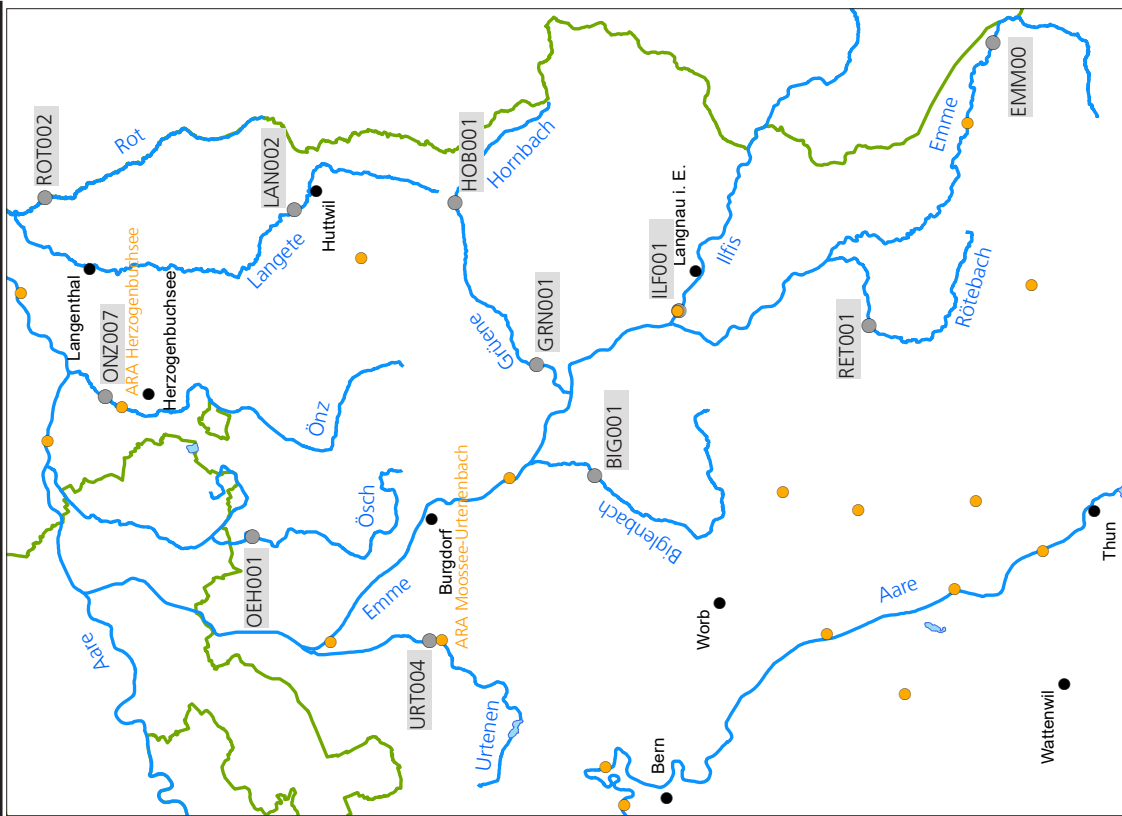 ROT002
Rot
LAN002
HOB001
Hornbach
Huttwil
Langete
Langenthal
ONZ007
ARA Herzogenbuchsee
Herzogenbuchsee
Önz
Grüene
GRN001
ILF001
Langnau i. E.
Ilfis
Emme
EMM00
RET001
Rötebach
BIG001
Biglenbach
Ösch
OEH001
Burgdorf
ARA Moossee-Urtenenbach
Emme
URT004
Urtenen
Aare
Worb
Bern
Aare
Thun
Wattenwil